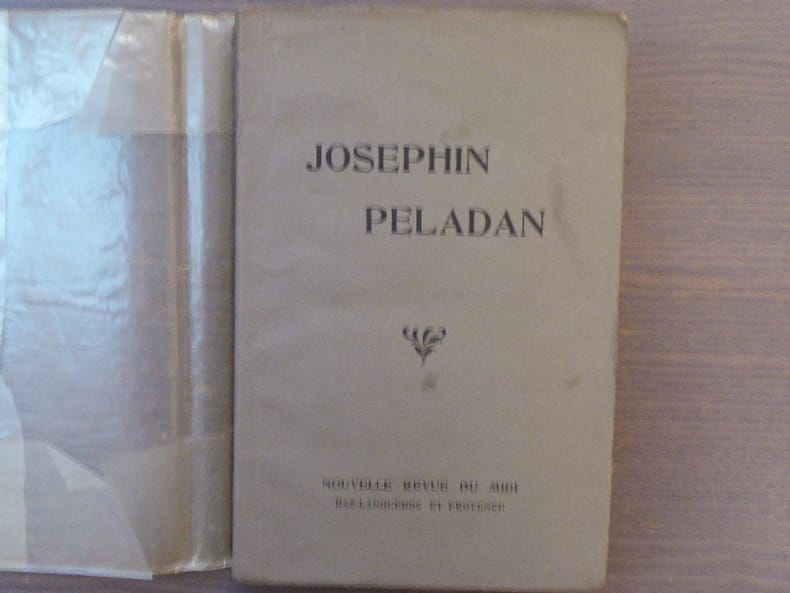 JOSEPHIN
PELADAN
NOUVELLE REVUE DU MIDI
BAS-LANGUEDOC ET PROVENCE